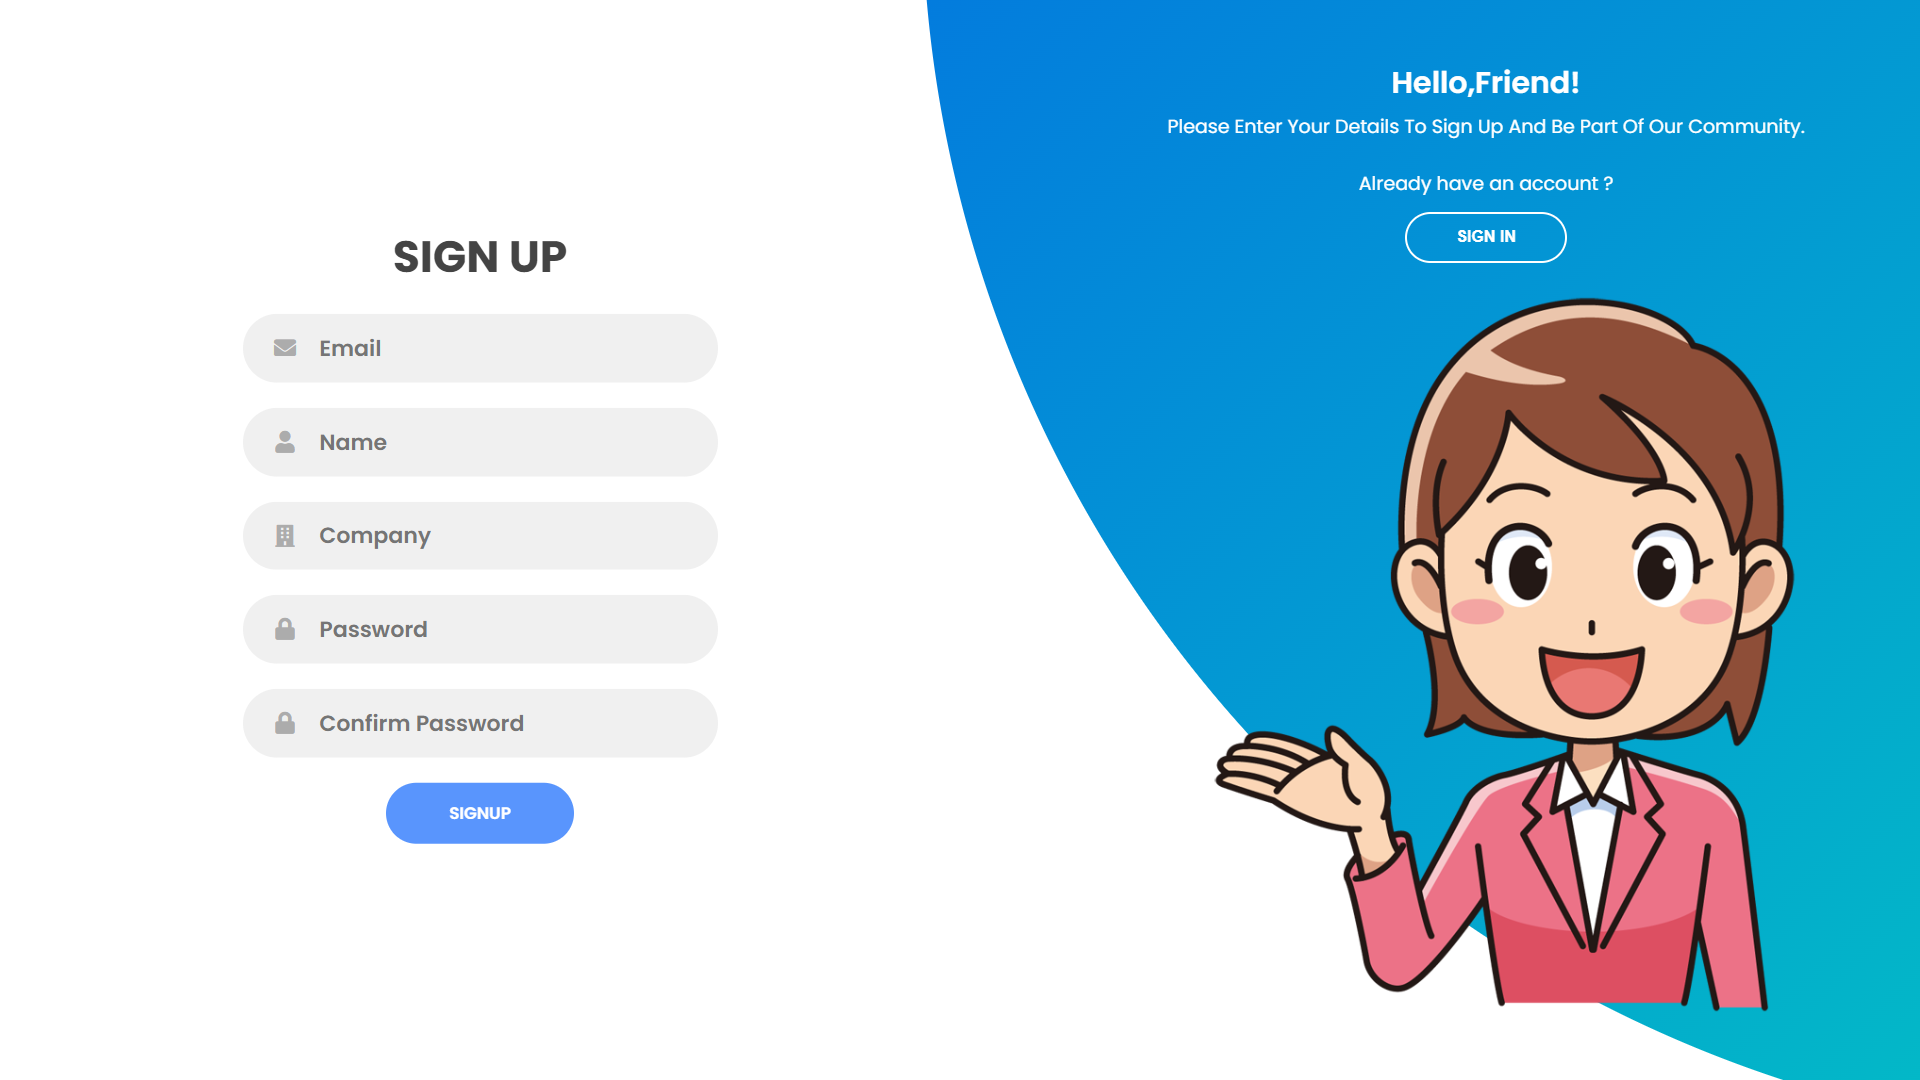 SIGN UP
Email
Name
Company
Password
Confirm Password
SIGNUP
Hello,Friend!
Please Enter Your Details To Sign Up And Be Part Of Our Community.
Already have an account ?
SIGN IN